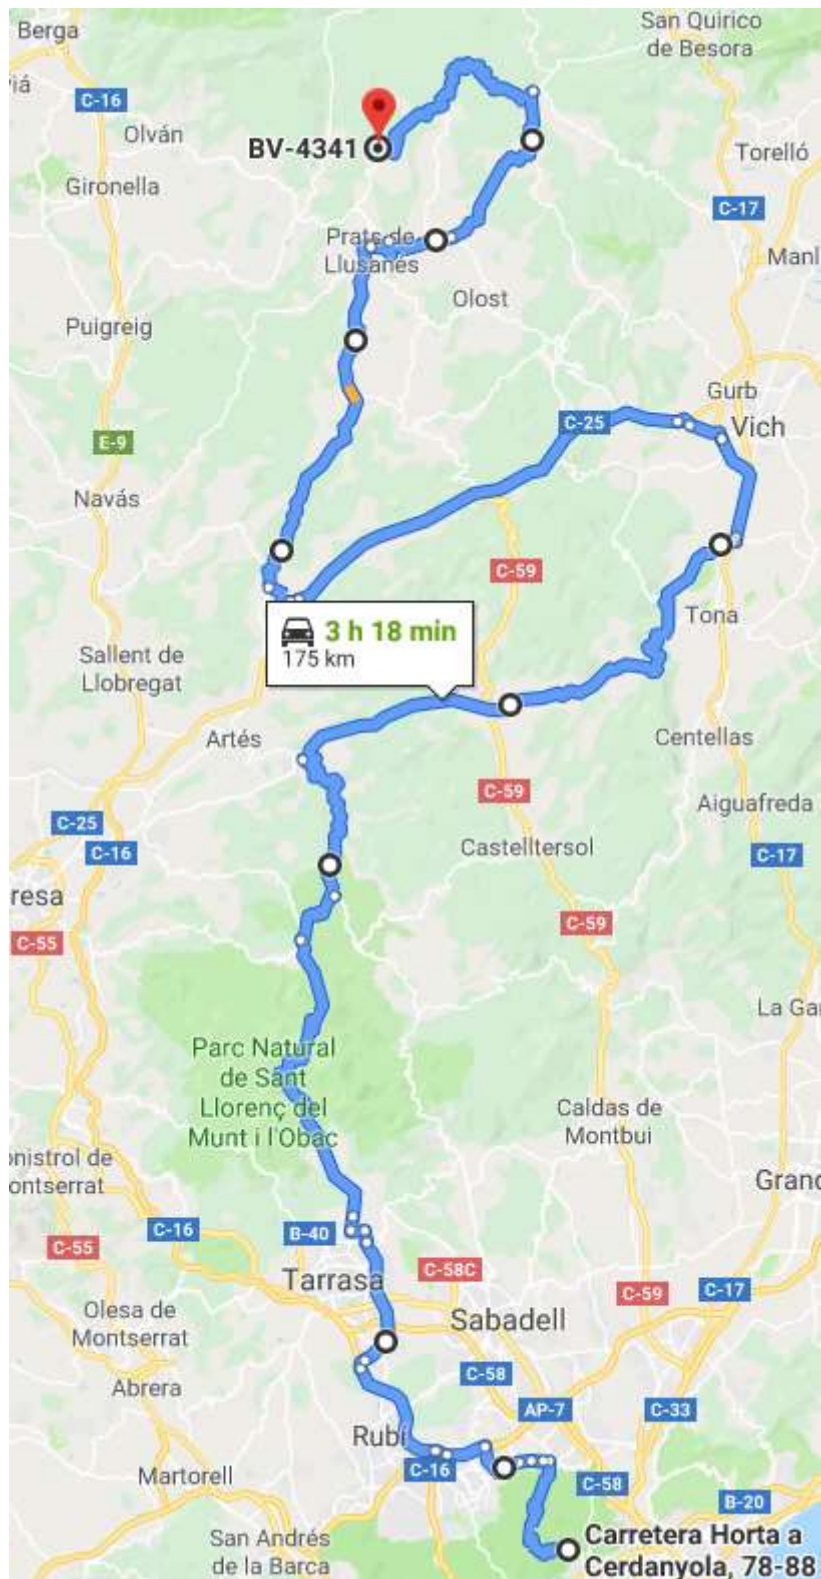 Berga
San Quirico
de Besora
iá
C-16
Olván
BV-4341
Torelló
Gironella
C-17
Prats de
Llusanés
Manl
Olost
Puigreig
Gurb
C-25
Vich
E-9
Navás
C-59
3 h 18 min
175 km
Tona
Sallent de
Llobregat
Artés
Centellas
C-59
Aiguafreda
C-25
C-16
Castelltersol
C-17
resa
C-59
C-55
La Gar
Parc Natural
de Sant
Llorenç del
Munt i l'Obac
Caldas de
Montbui
onistrol de
ontserrat
Grano
C-16
B-40
C-55
C-58C
Tarrasa
C-59
C-17
Olesa de
Montserrat
Sabadell
Abrera
C-58
AP-7
C-33
Rubí
C-16
Martorell
C-58
B-20
San Andrés
de la Barca
Carretera Horta a
Cerdanyola, 78-88